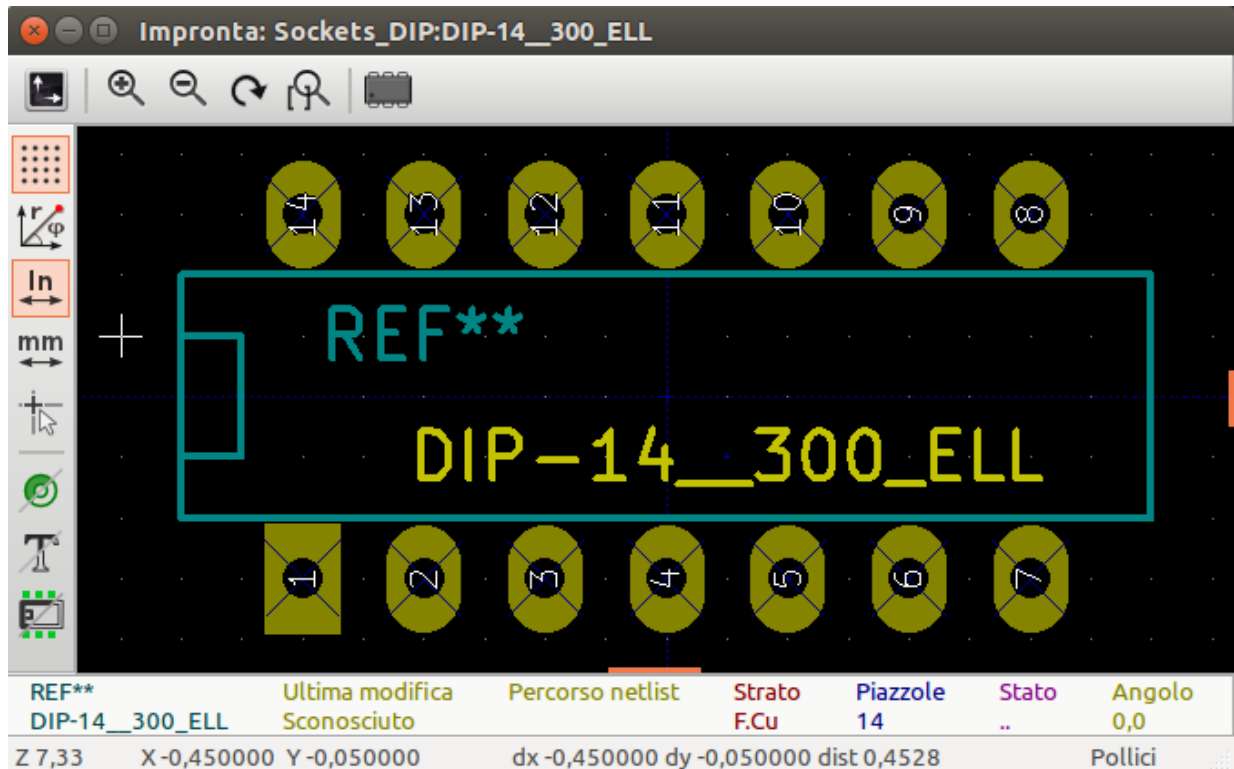 Impronta: Sockets_DIP:DIP-14__300_ELL
r
φ
In
mm
14 13 12 11 10 9 8
REF**
DIP-14__300_ELL
1 2 3 4 5 6 7
REF** Ultima modifica Percorso netlist Strato Piazzole Stato Angolo
DIP-14__300_ELL Sconosciuto F.Cu 14 .. 0,0
Z 7,33 X -0,450000 Y -0,050000 dx -0,450000 dy -0,050000 dist 0,4528 Pollici